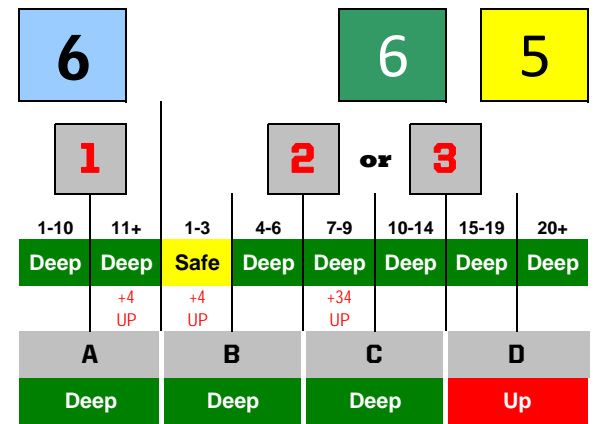 6 6 5
1 2 or 3
1-10 11+ 1-3 4-6 7-9 10-14 15-19 20+
Deep Deep Safe Deep Deep Deep Deep Deep
+4 +4 +34
UP UP UP
A B C D
Deep Deep Deep Up